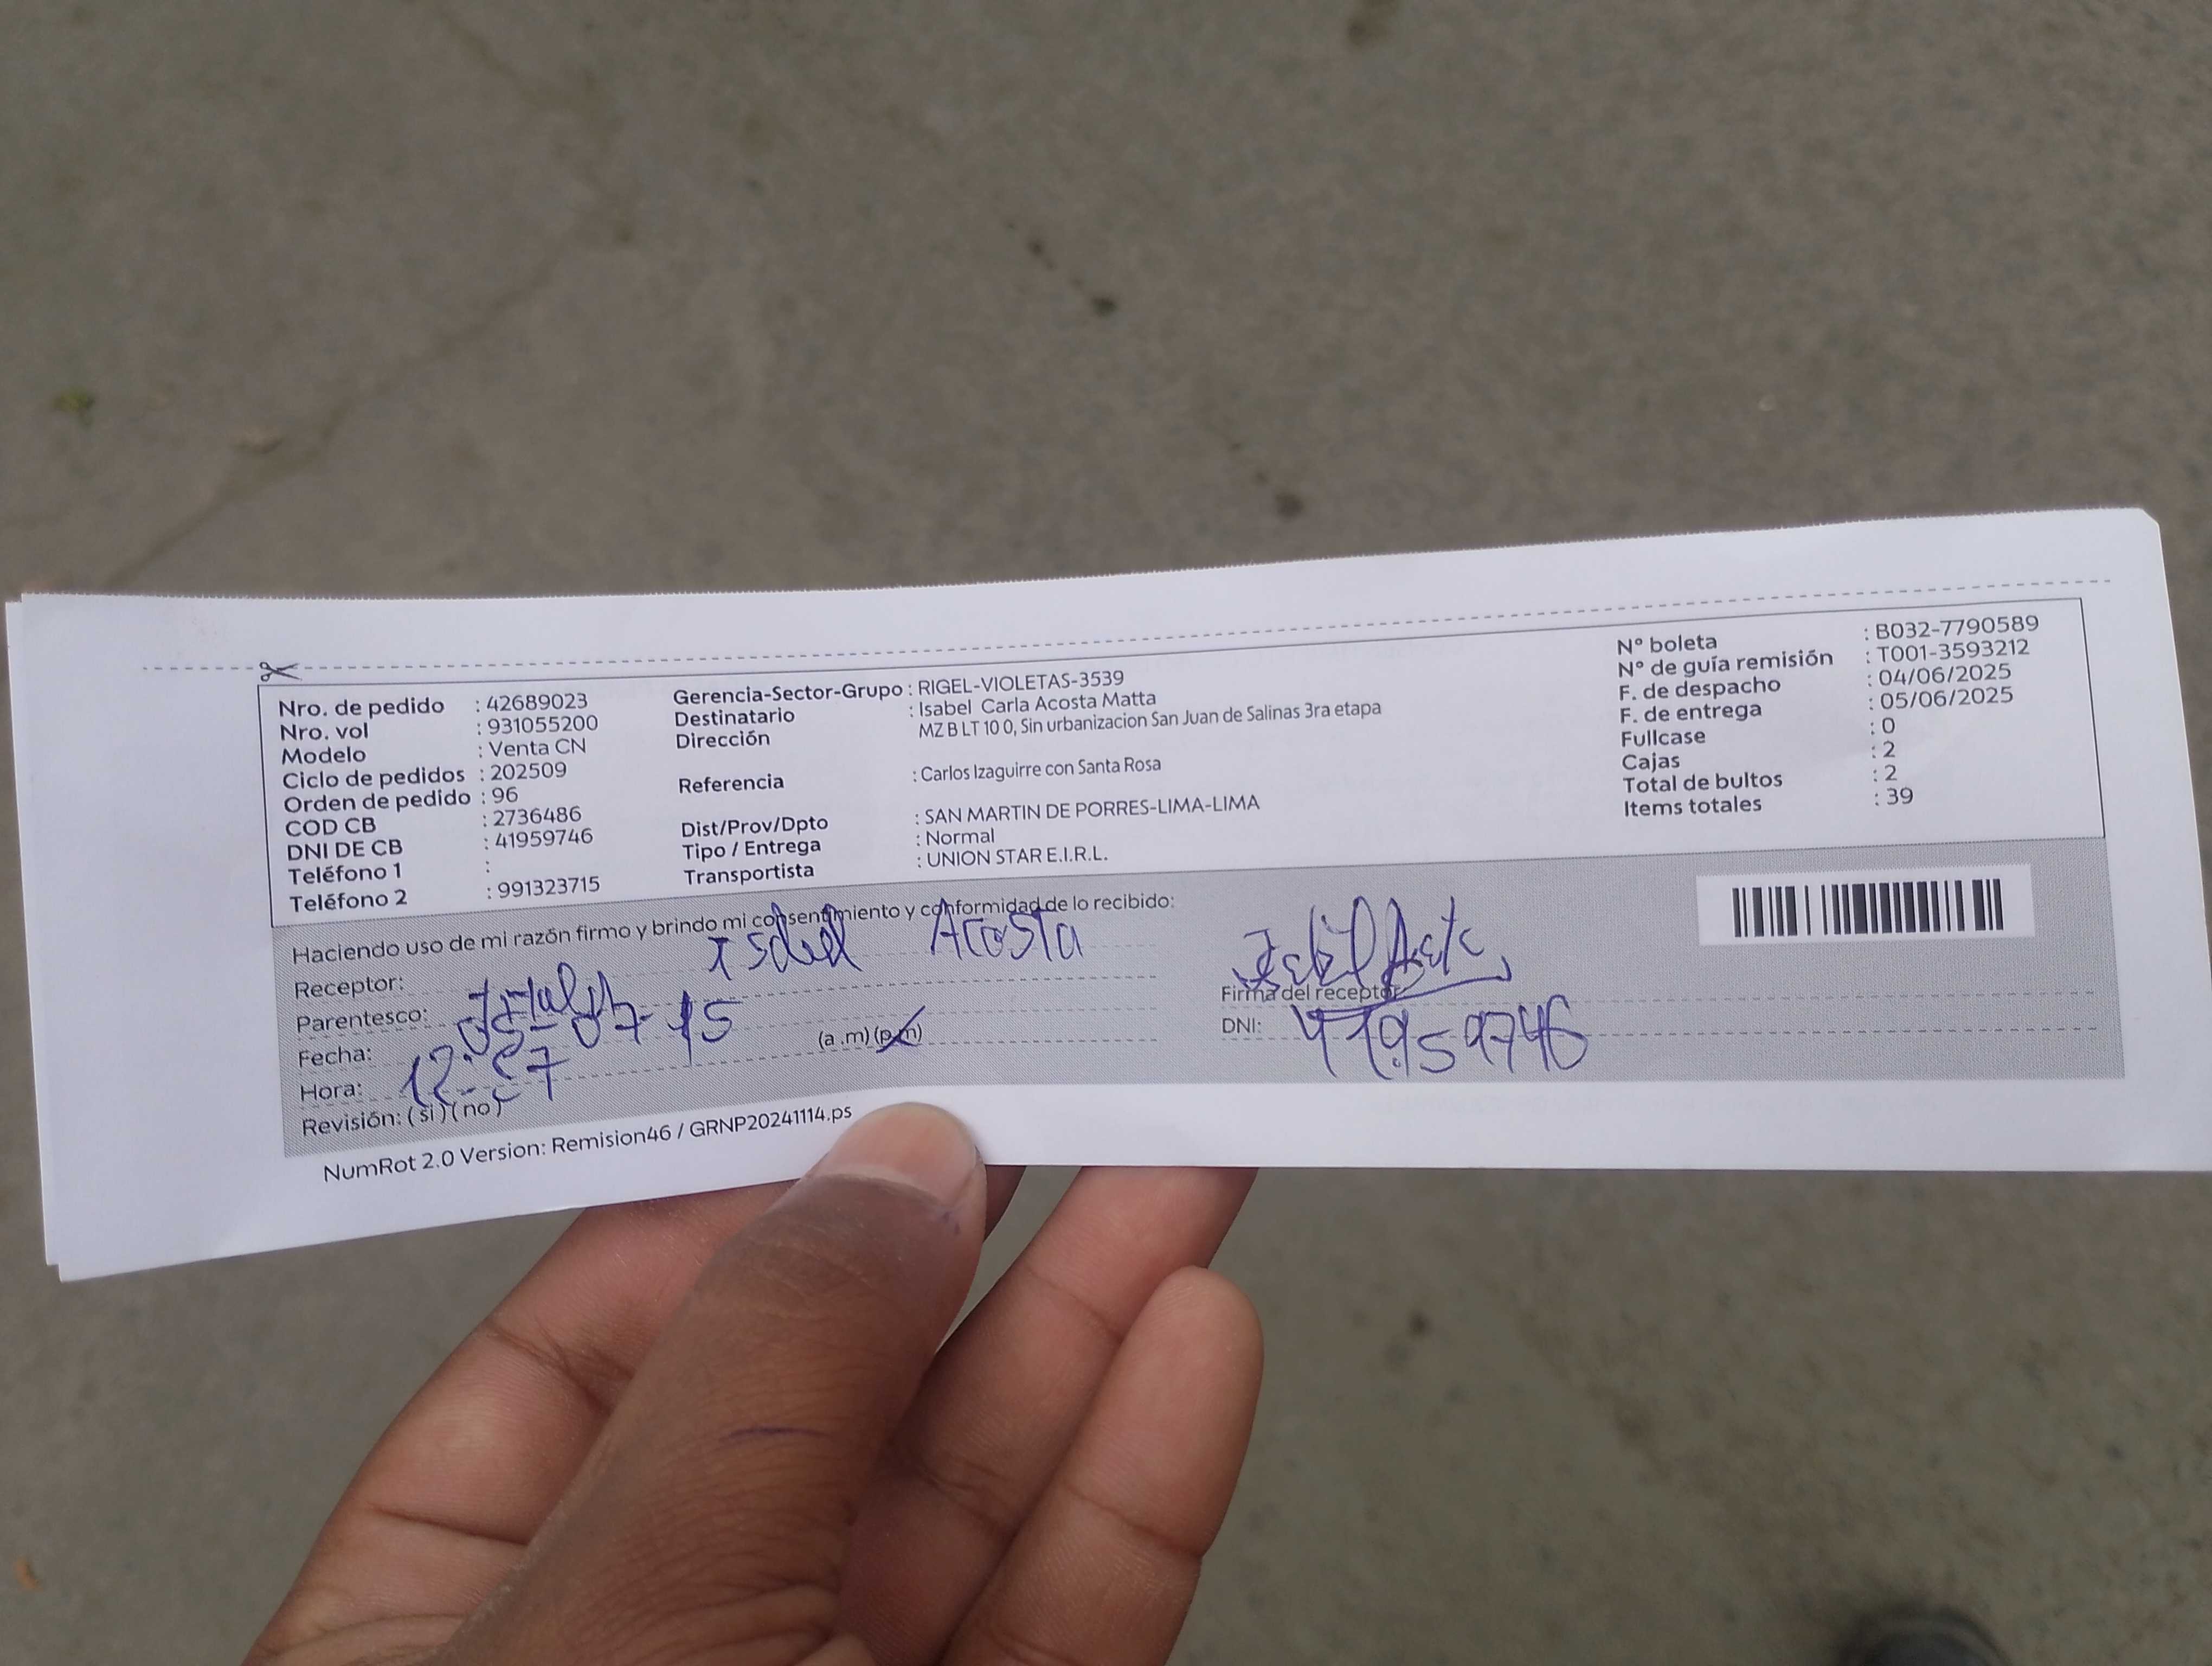 Nro. de pedido : 42689023
Nro. vol : 931055200
Modelo : Venta CN
Ciclo de pedidos : 202509
Orden de pedido : 96
COD CB : 2736486
DNI DE CB : 41959746
Teléfono 1 :
Teléfono 2 : 991323715
Gerencia-Sector-Grupo : RIGEL-VIOLETAS-3539
Destinatario : Isabel Carla Acosta Matta
Dirección MZ B LT 10 0, Sin urbanizacion San Juan de Salinas 3ra etapa
Referencia : Carlos Izaguirre con Santa Rosa
Dist/Prov/Dpto : SAN MARTIN DE PORRES-LIMA-LIMA
Tipo / Entrega : Normal
Transportista : UNION STAR E.I.R.L.
N° boleta : B032-7790589
N° de guía remisión : T001-3593212
F. de despacho : 04/06/2025
F. de entrega : 05/06/2025
Fullcase : 0
Cajas : 2
Total de bultos : 2
Items totales : 39
Haciendo uso de mi razón firmo y brindo mi consentimiento y conformidad de lo recibido:
Receptor: Isabel Acosta
Parentesco:
Fecha:
Hora: (a .m) (p.m)
Revisión: ( si ) ( no )
Firma del receptor
DNI: 41959746
NumRot 2.0 Version: Remision46 / GRNP20241114.ps